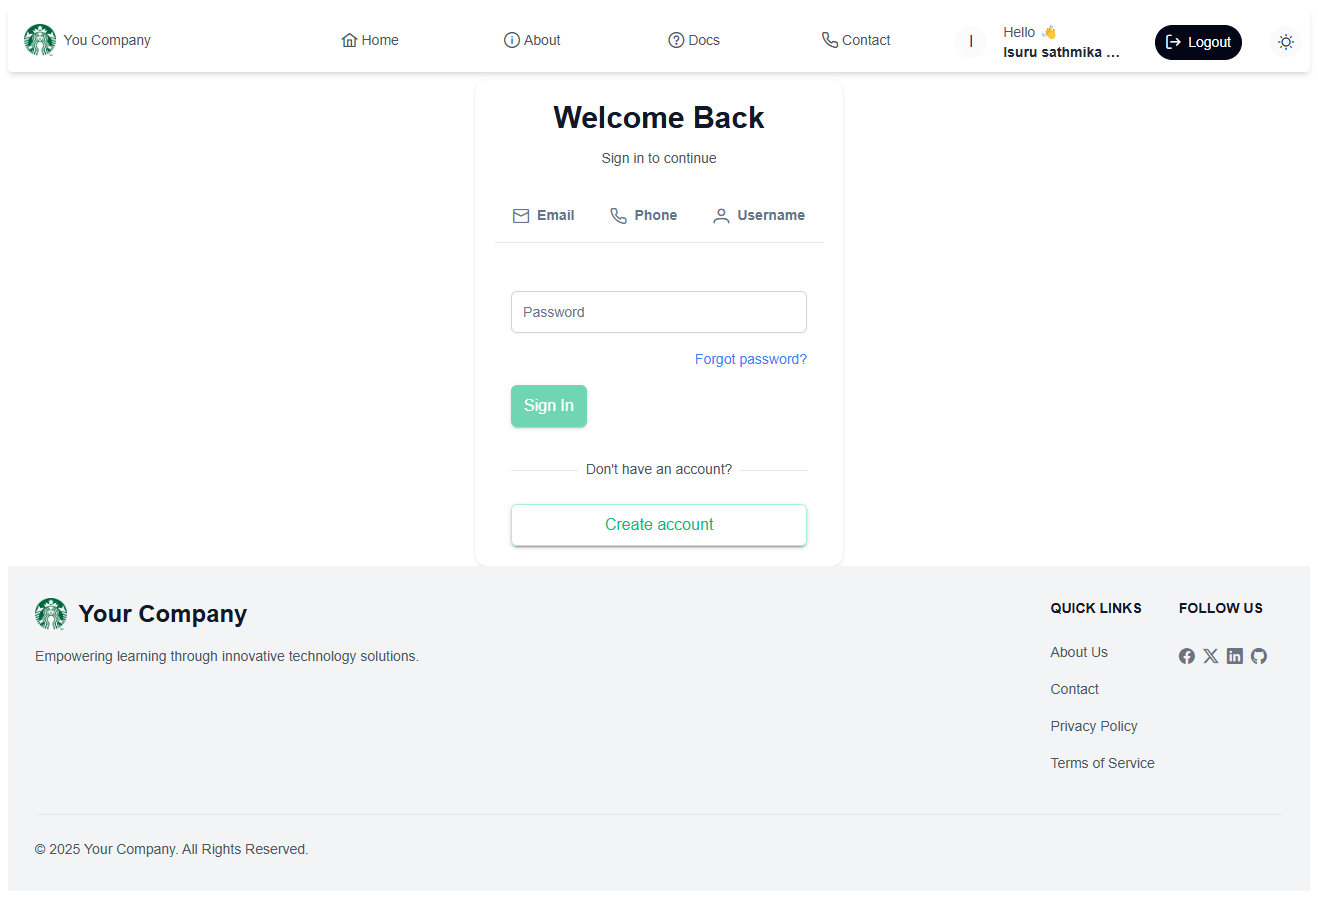 You Company
Home
About
Docs
Contact
I
Hello 👋
Isuru sathmika ...
Logout
Welcome Back
Sign in to continue
Email
Phone
Username
Password
Forgot password?
Sign In
Don't have an account?
Create account
Your Company
Empowering learning through innovative technology solutions.
QUICK LINKS
About Us
Contact
Privacy Policy
Terms of Service
FOLLOW US
© 2025 Your Company. All Rights Reserved.